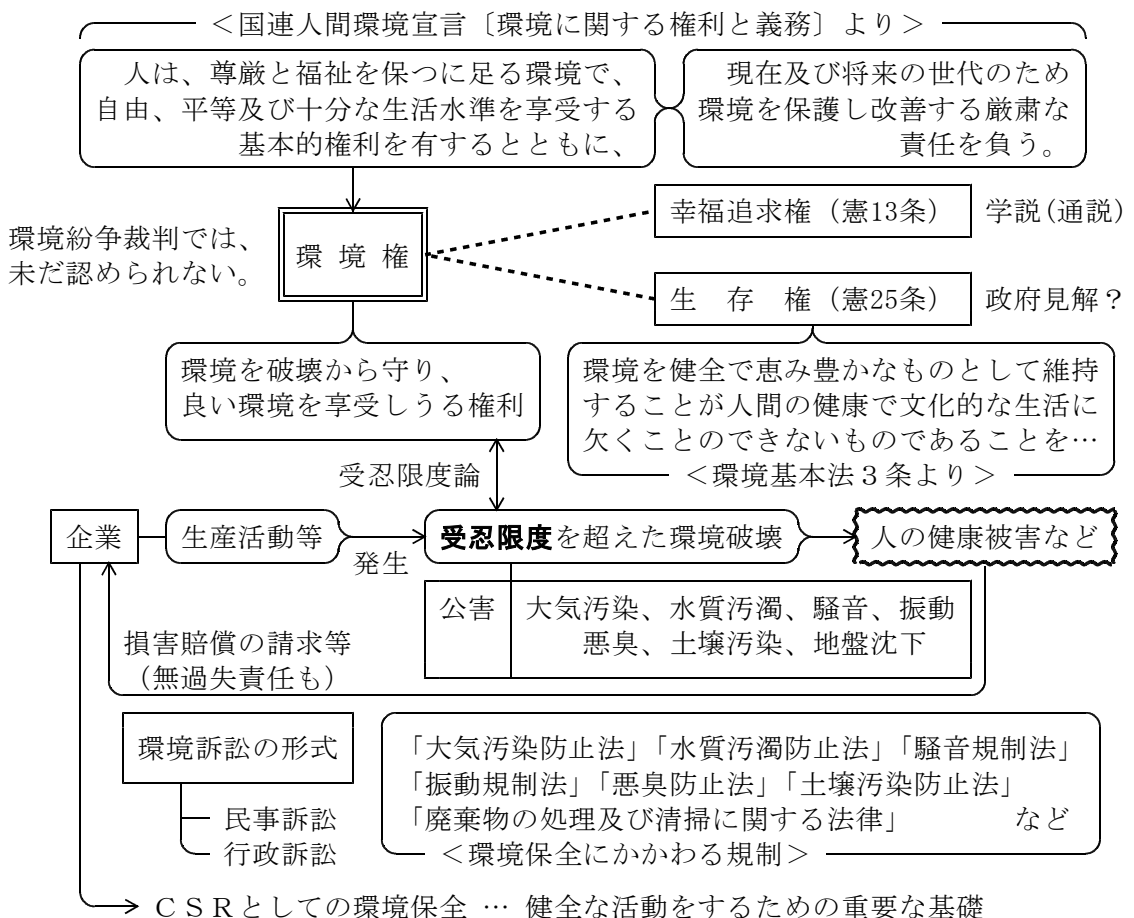 ＜国連人間環境宣言〔環境に関する権利と義務〕より＞
人は、尊厳と福祉を保つに足る環境で、
自由、平等及び十分な生活水準を享受する
基本的権利を有するとともに、
現在及び将来の世代のため
環境を保護し改善する厳粛な
責任を負う。
環境紛争裁判では、
未だ認められない。
環 境 権
幸福追求権（憲13条）
学説（通説）
生　存　権（憲25条）
政府見解？
環境を破壊から守り、
良い環境を享受しうる権利
環境を健全で恵み豊かなものとして維持
することが人間の健康で文化的な生活に
欠くことのできないものであることを…
＜環境基本法３条より＞
受忍限度論
企業
生産活動等
発生
受忍限度を超えた環境破壊
人の健康被害など
公害
大気汚染、水質汚濁、騒音、振動
悪臭、土壌汚染、地盤沈下
損害賠償の請求等
（無過失責任も）
環境訴訟の形式
民事訴訟
行政訴訟
「大気汚染防止法」「水質汚濁防止法」「騒音規制法」
「振動規制法」「悪臭防止法」「土壌汚染防止法」
「廃棄物の処理及び清掃に関する法律」　　　など
＜環境保全にかかわる規制＞
ＣＳＲとしての環境保全 … 健全な活動をするための重要な基礎